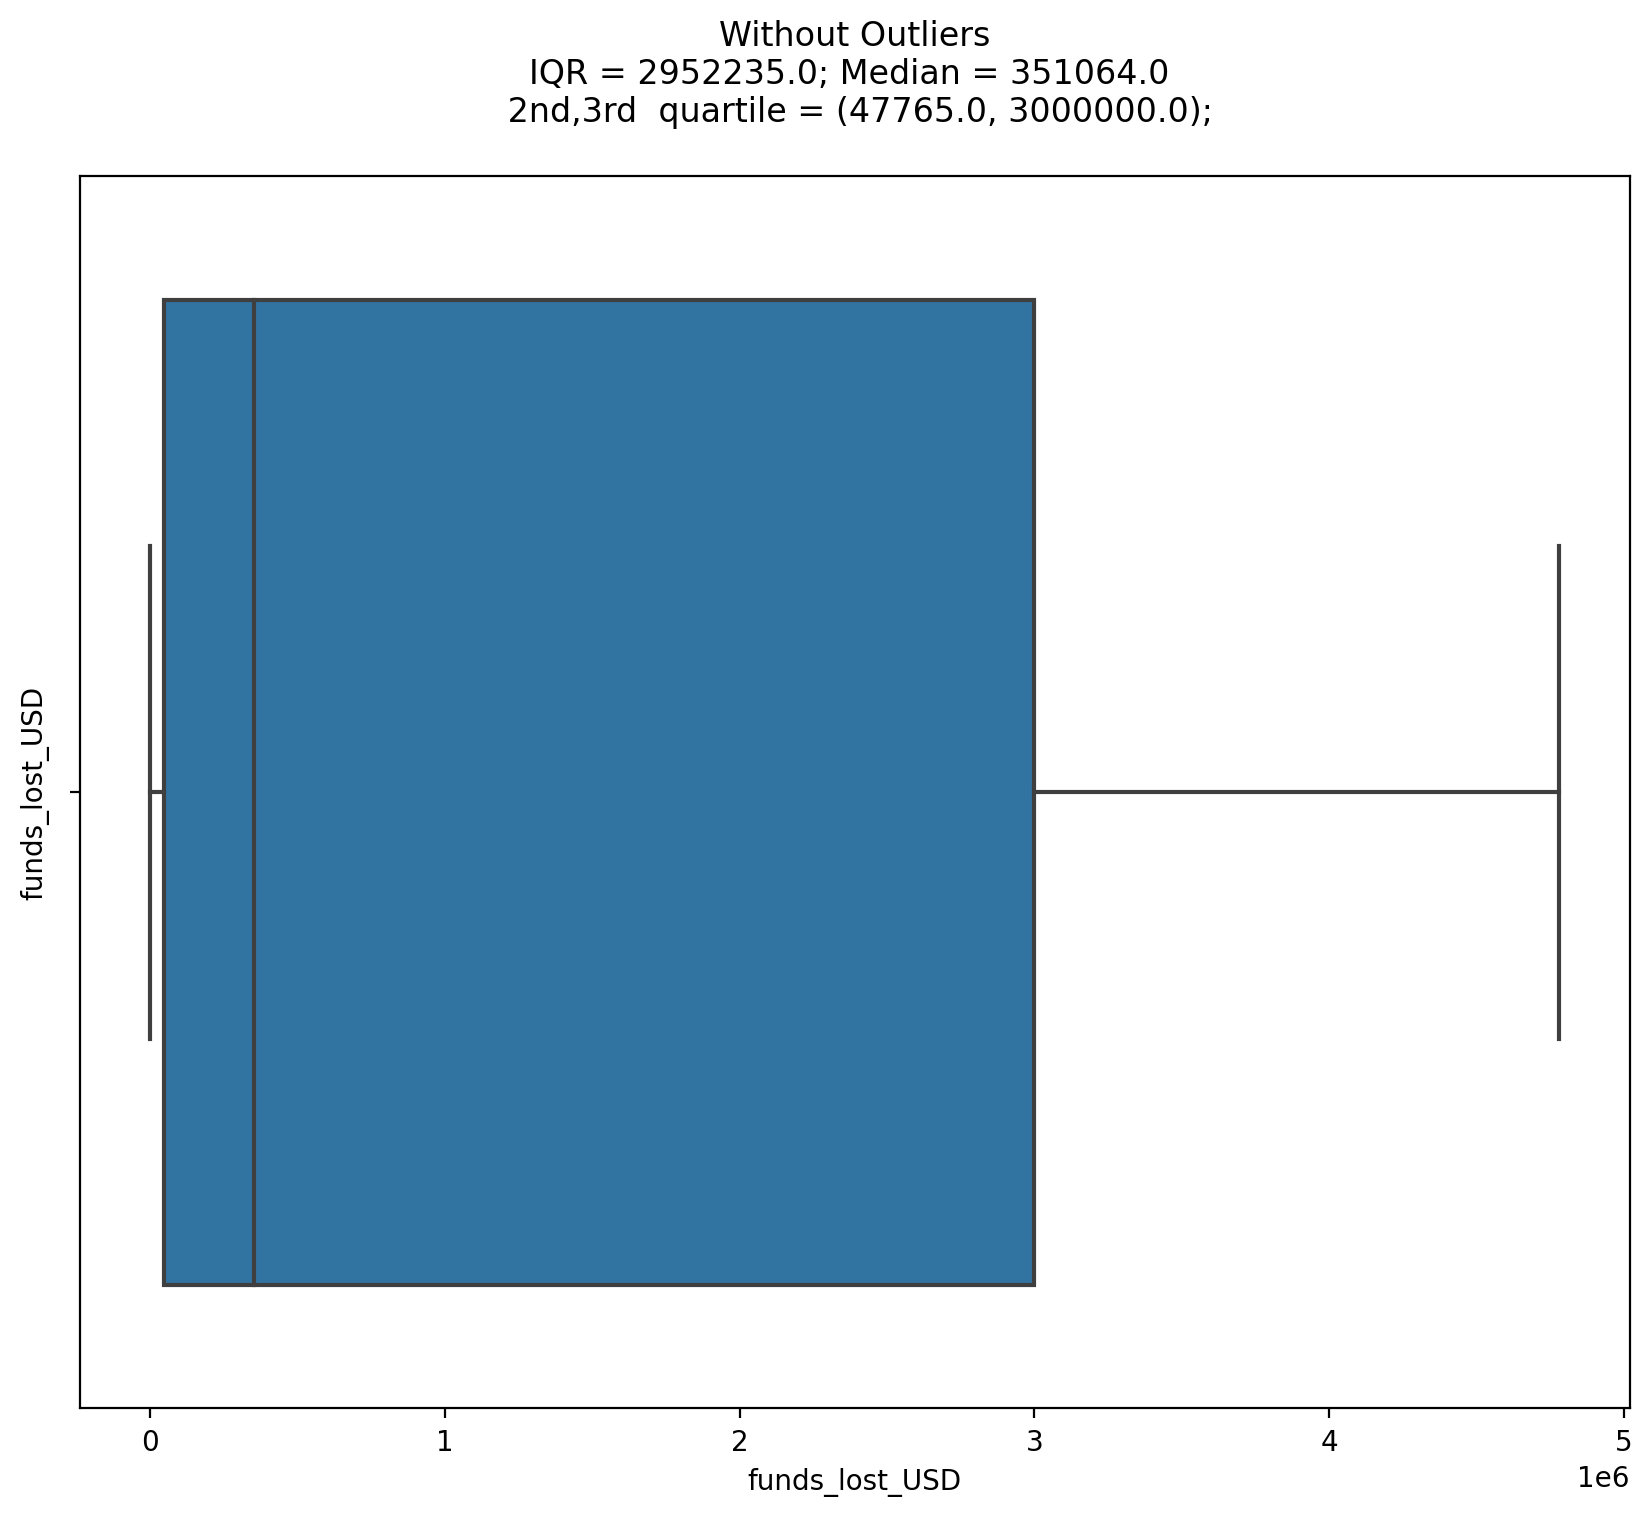 Without Outliers
IQR = 2952235.0; Median = 351064.0
2nd,3rd  quartile = (47765.0, 3000000.0);
funds_lost_USD
0 1 2 3 4 5
1e6
funds_lost_USD